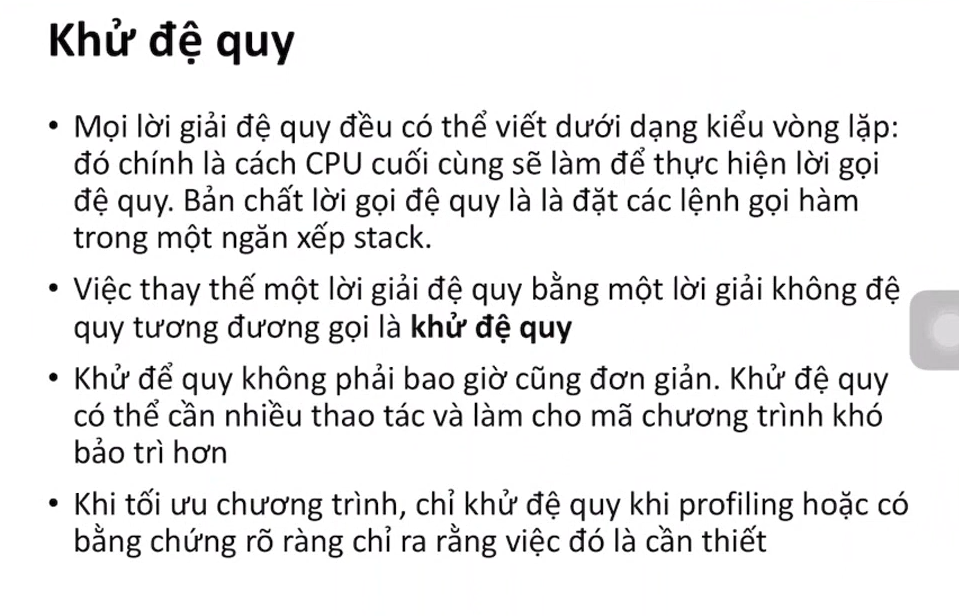 Khử đệ quy
• Mọi lời giải đệ quy đều có thể viết dưới dạng kiểu vòng lặp:
đó chính là cách CPU cuối cùng sẽ làm để thực hiện lời gọi
đệ quy. Bản chất lời gọi đệ quy là là đặt các lệnh gọi hàm
trong một ngăn xếp stack.
• Việc thay thế một lời giải đệ quy bằng một lời giải không đệ
quy tương đương gọi là khử đệ quy
• Khử để quy không phải bao giờ cũng đơn giản. Khử đệ quy
có thể cần nhiều thao tác và làm cho mã chương trình khó
bảo trì hơn
• Khi tối ưu chương trình, chỉ khử đệ quy khi profiling hoặc có
bằng chứng rõ ràng chỉ ra rằng việc đó là cần thiết